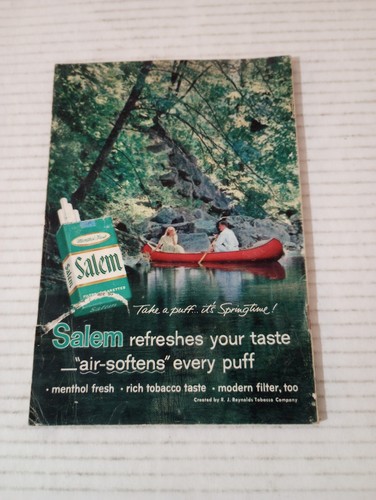 Salem
Take a puff.. it's Springtime!
Salem refreshes your taste
—"air-softens" every puff
• menthol fresh • rich tobacco taste • modern filter, too
Created by R. J. Reynolds Tobacco Company